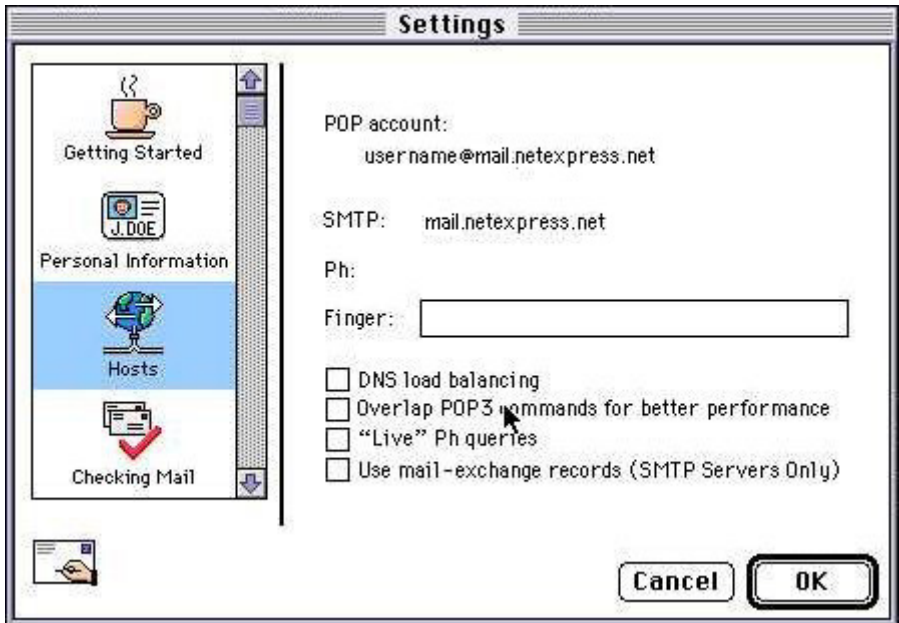 Settings
Getting Started
J.DOE
Personal Information
Hosts
Checking Mail
POP account:
username@mail.netexpress.net
SMTP: mail.netexpress.net
Ph:
Finger:
DNS load balancing
Overlap POP3 commands for better performance
“Live” Ph queries
Use mail-exchange records (SMTP Servers Only)
Cancel
OK